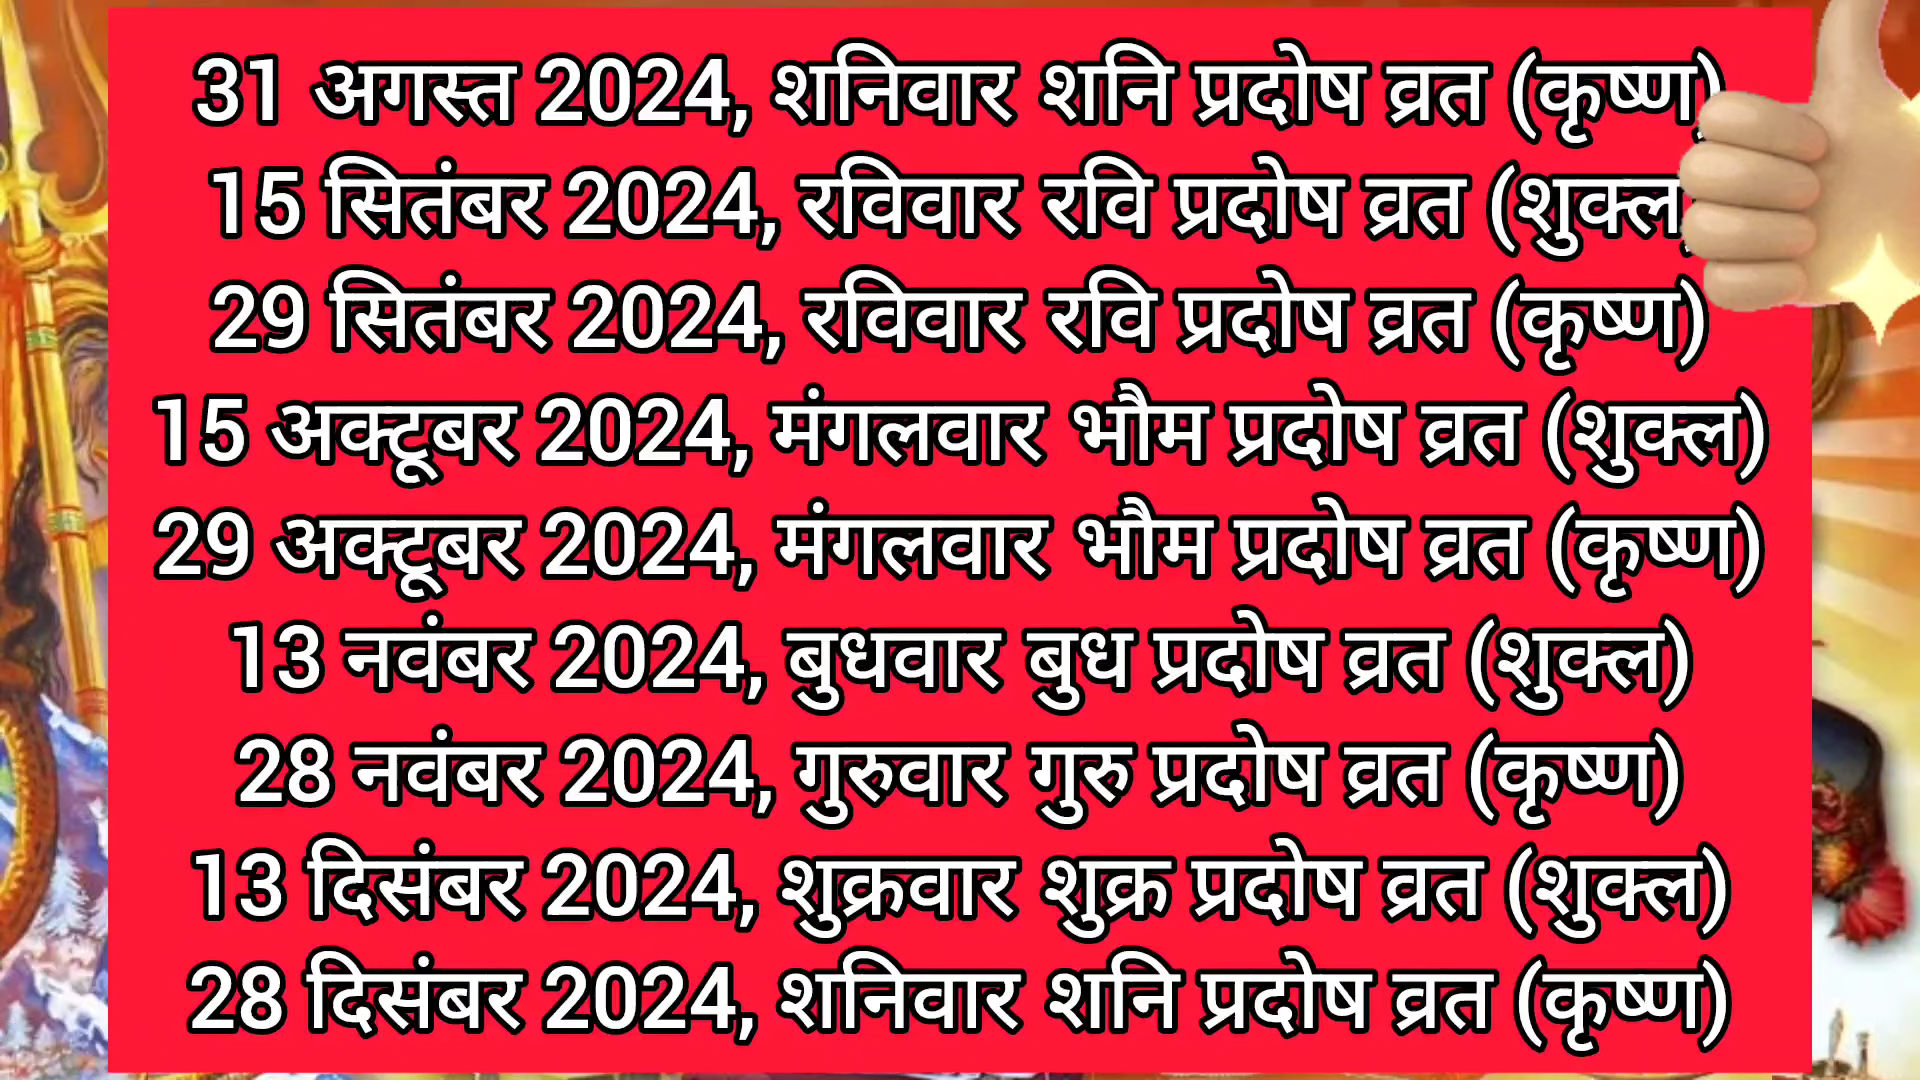 31 अगस्त 2024, शनिवार शनि प्रदोष व्रत (कृष्ण)
15 सितंबर 2024, रविवार रवि प्रदोष व्रत (शुक्ल)
29 सितंबर 2024, रविवार रवि प्रदोष व्रत (कृष्ण)
15 अक्टूबर 2024, मंगलवार भौम प्रदोष व्रत (शुक्ल)
29 अक्टूबर 2024, मंगलवार भौम प्रदोष व्रत (कृष्ण)
13 नवंबर 2024, बुधवार बुध प्रदोष व्रत (शुक्ल)
28 नवंबर 2024, गुरुवार गुरु प्रदोष व्रत (कृष्ण)
13 दिसंबर 2024, शुक्रवार शुक्र प्रदोष व्रत (शुक्ल)
28 दिसंबर 2024, शनिवार शनि प्रदोष व्रत (कृष्ण)